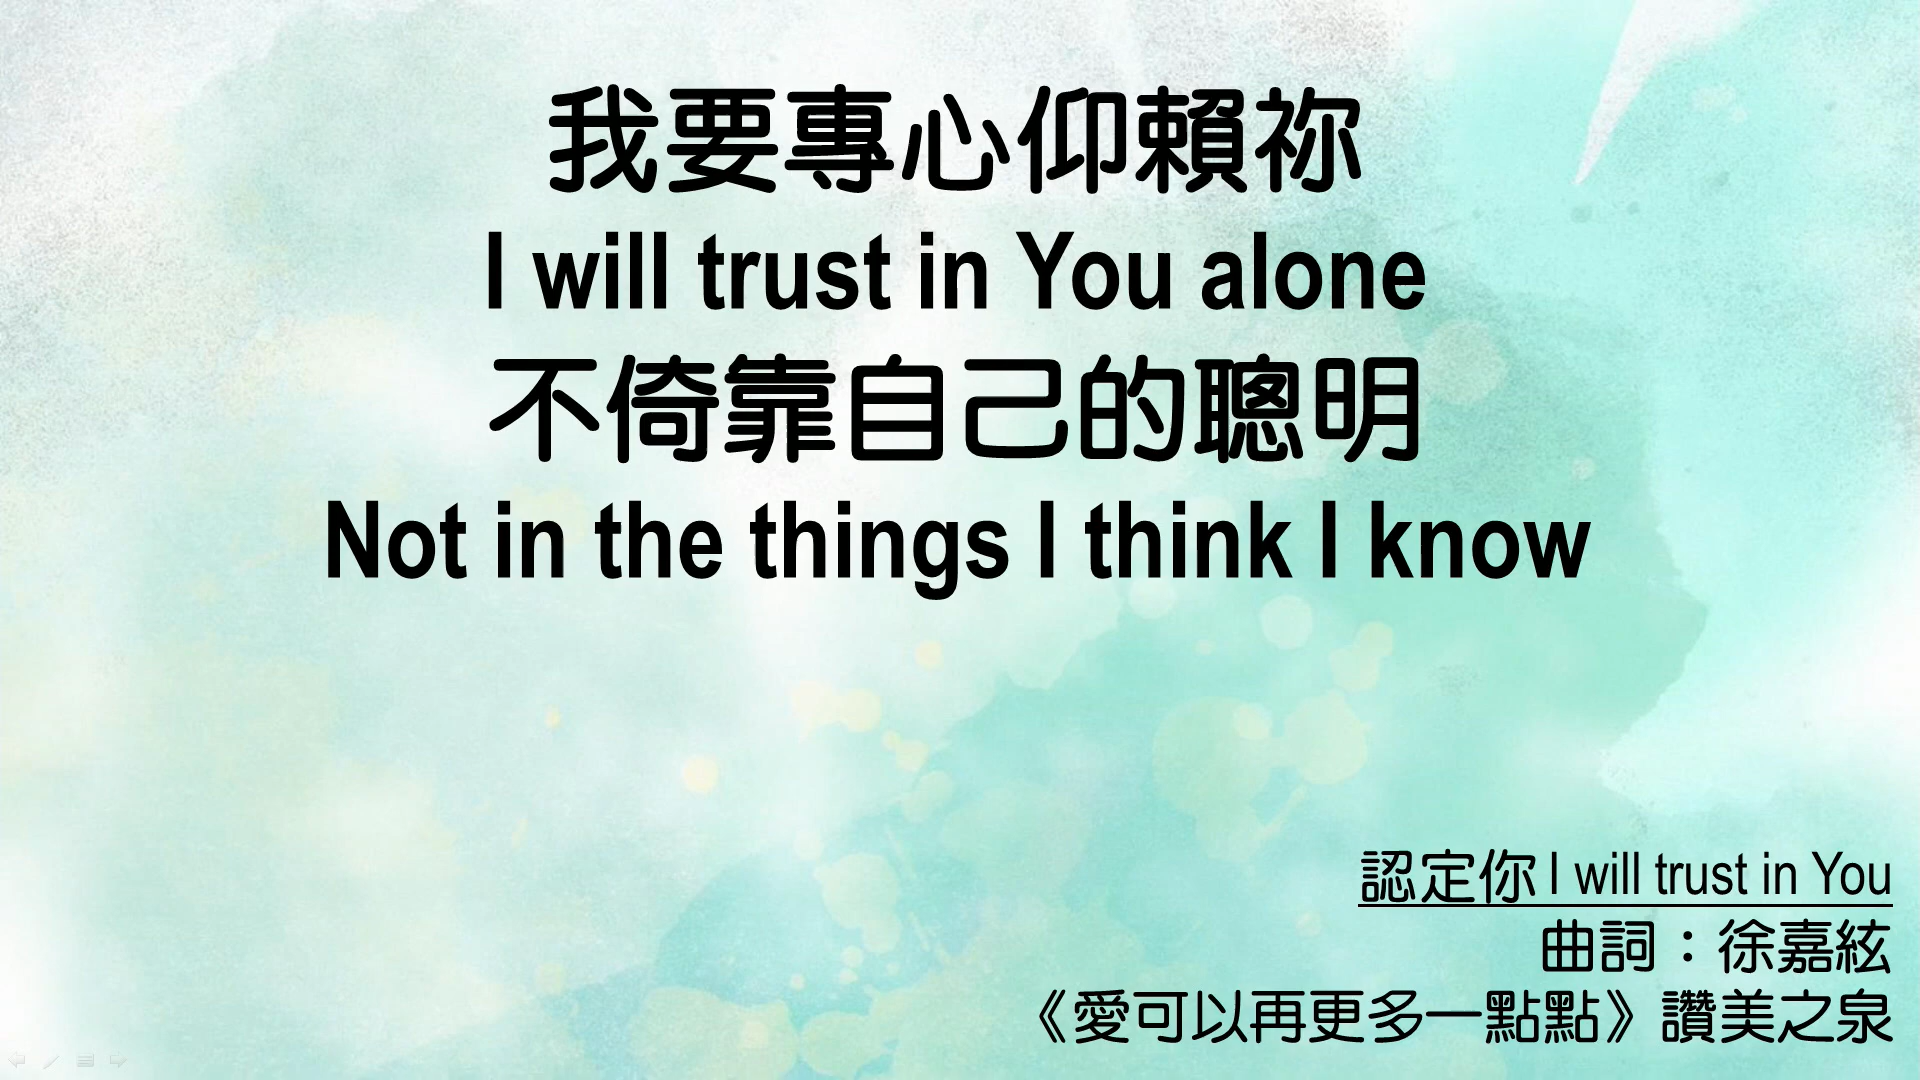 我要專心仰賴祢
I will trust in You alone
不倚靠自己的聰明
Not in the things I think I know
認定你 I will trust in You
曲詞：徐嘉絃
《愛可以再更多一點點》讚美之泉